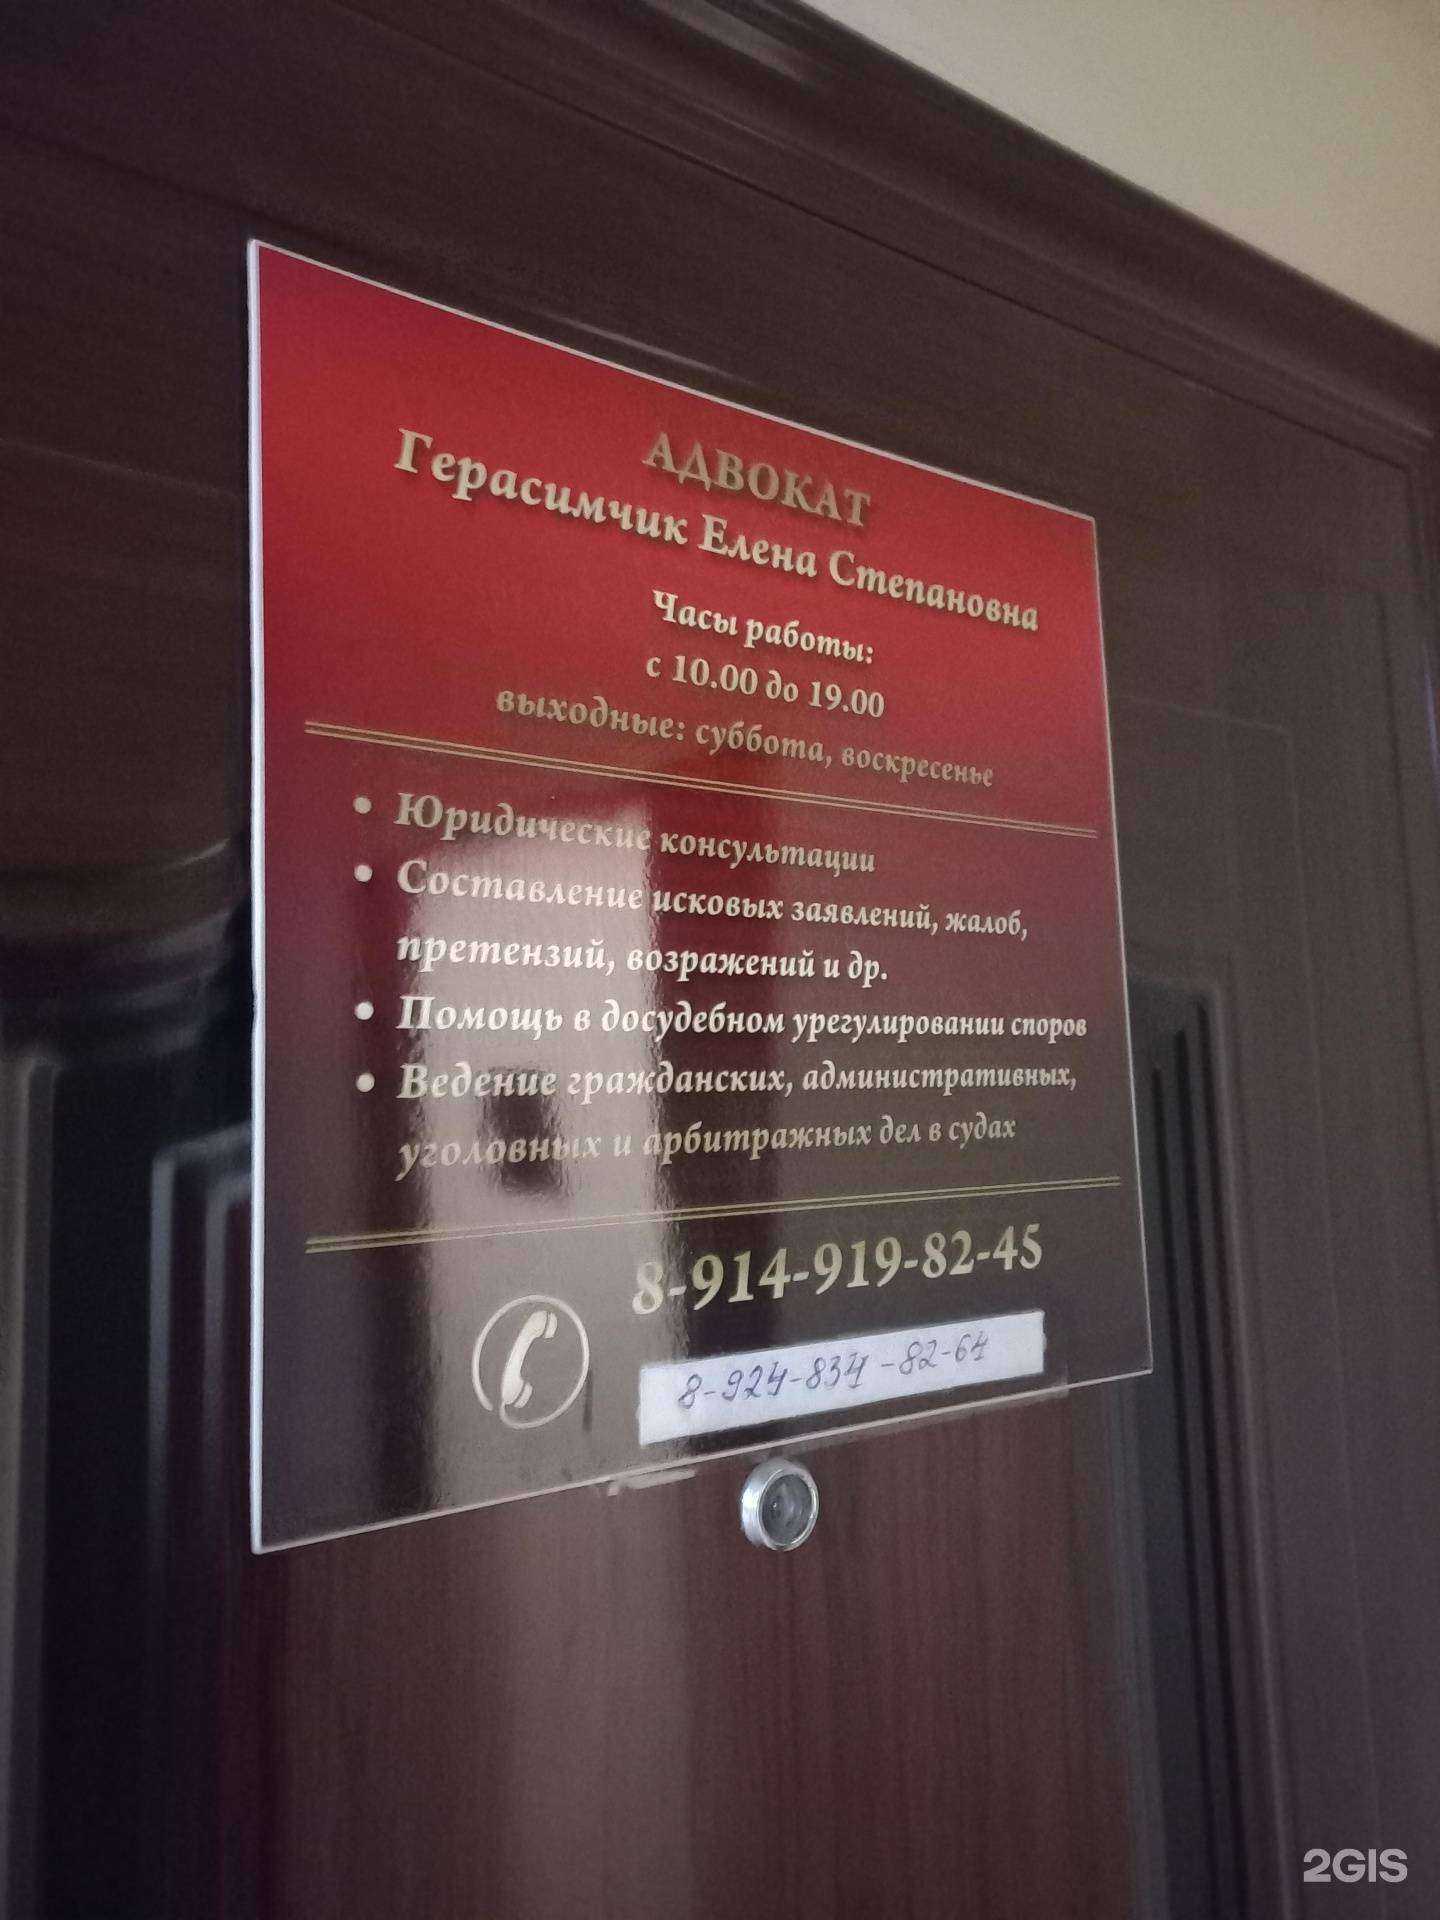 АДВОКАТ
Герасимчик Елена Степановна
Часы работы:
с 10.00 до 19.00
выходные: суббота, воскресенье
• Юридические консультации
• Составление исковых заявлений, жалоб,
претензий, возражений и др.
• Помощь в досудебном урегулировании споров
• Ведение гражданских, административных,
уголовных и арбитражных дел в судах
8-914-919-82-45
8-924-834-82-64
2GIS